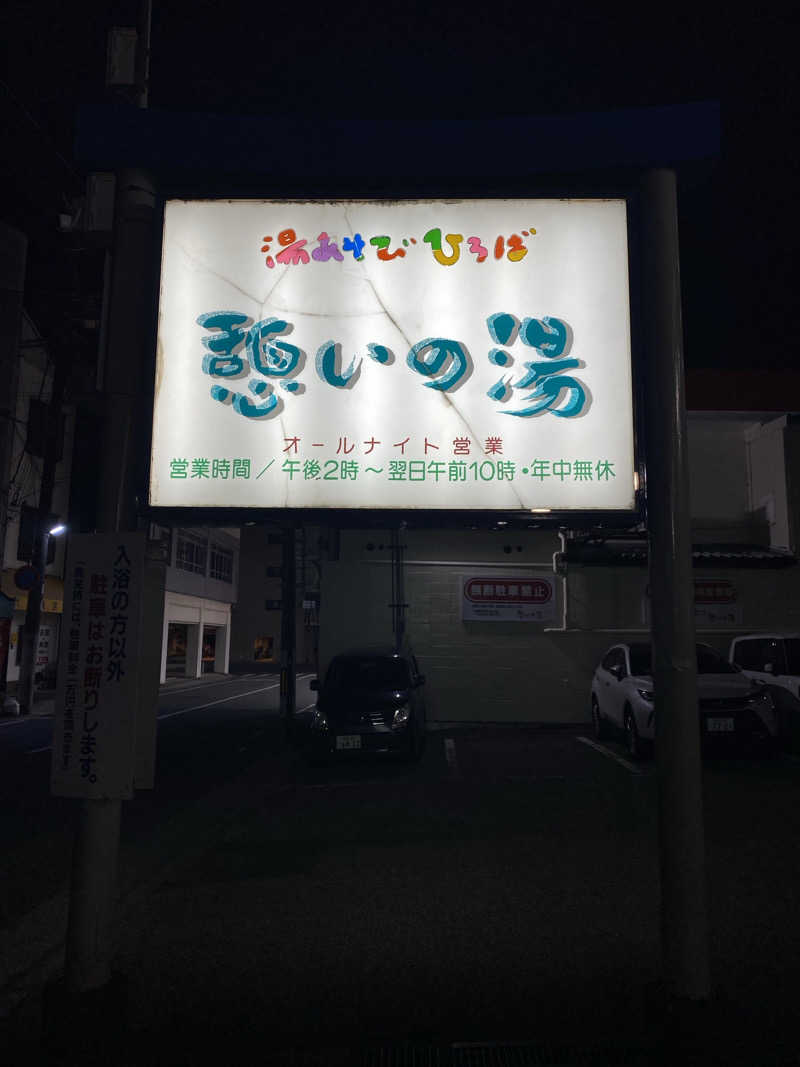 湯あそびひろば
憩いの湯
オールナイト営業
営業時間／午後2時～翌日午前10時・年中無休
入浴の方以外
駐車はお断りします。
無断駐車禁止